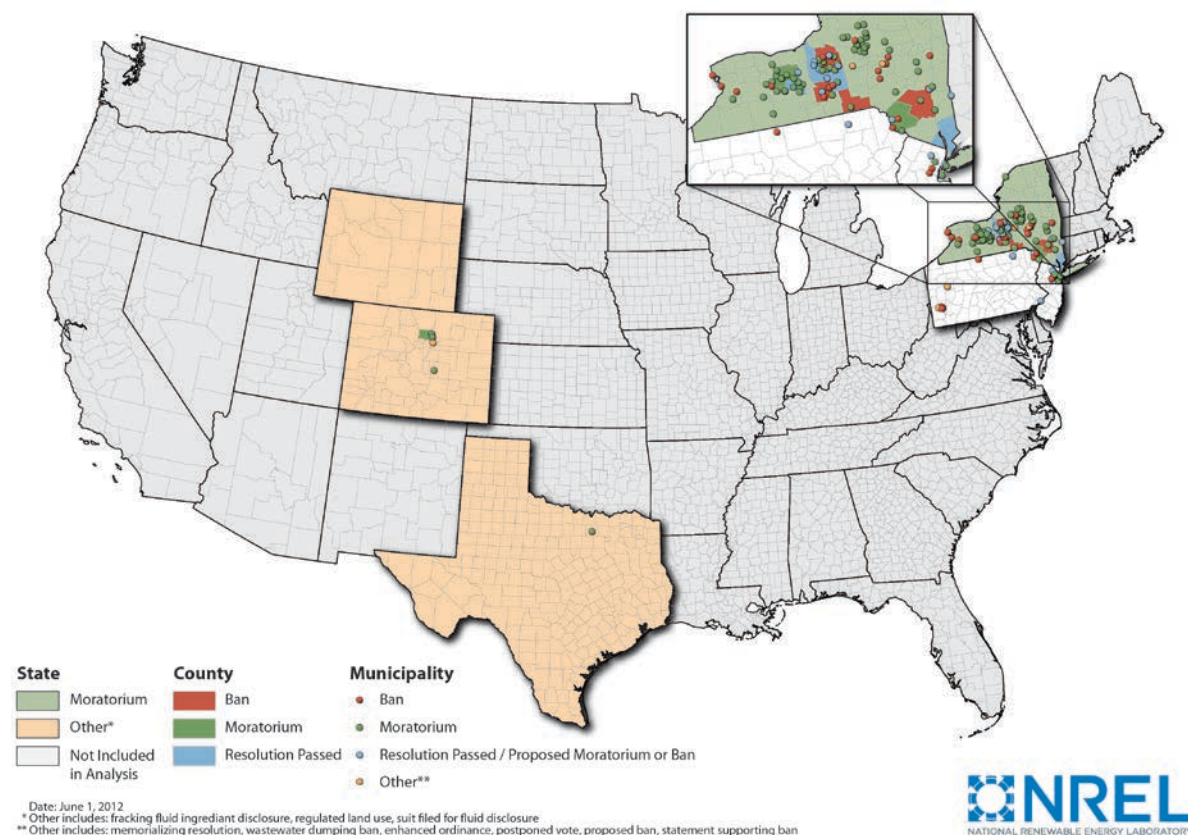 State
Moratorium
Other*
Not Included
in Analysis
County
Ban
Moratorium
Resolution Passed
Municipality
Ban
Moratorium
Resolution Passed / Proposed Moratorium or Ban
Other**
Date: June 1, 2012
* Other includes: fracking fluid ingrediant disclosure, regulated land use, suit filed for fluid disclosure
** Other includes: memorializing resolution, wastewater dumping ban, enhanced ordinance, postponed vote, proposed ban, statement supporting ban
NREL
NATIONAL RENEWABLE ENERGY LABORATORY